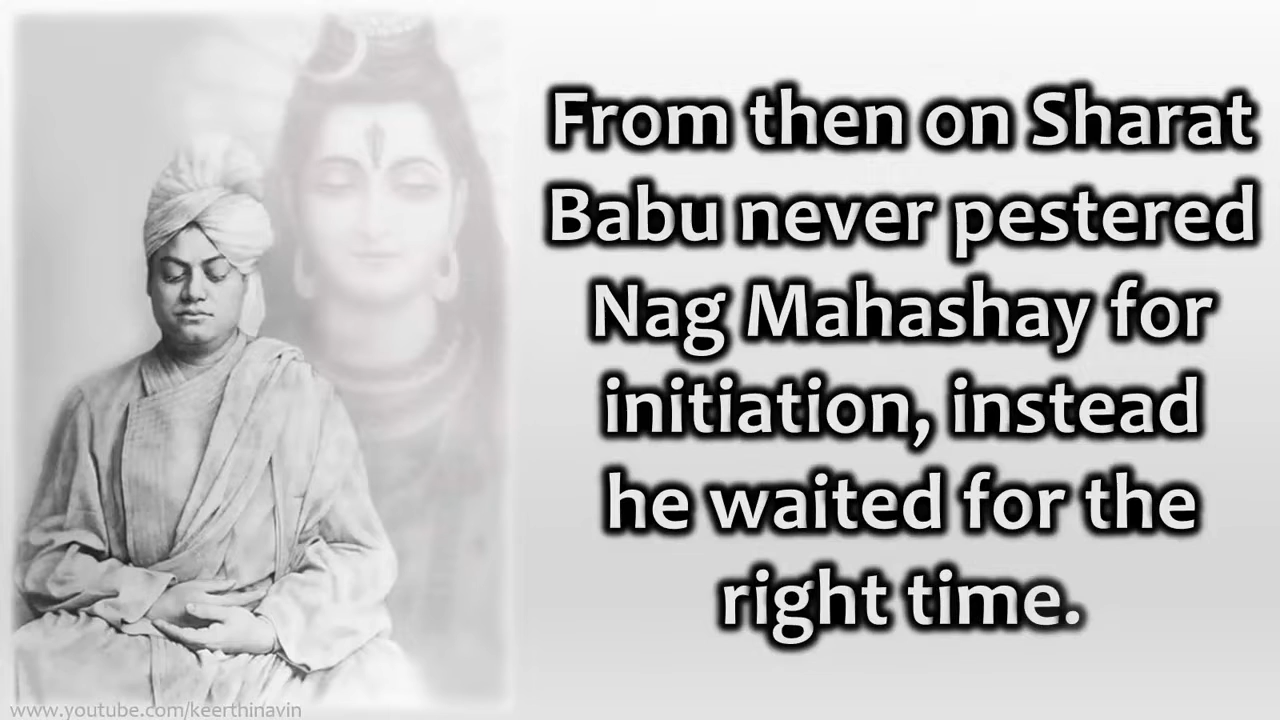 From then on Sharat
Babu never pestered
Nag Mahashay for
initiation, instead
he waited for the
right time.
www.youtube.com/keerthinavin